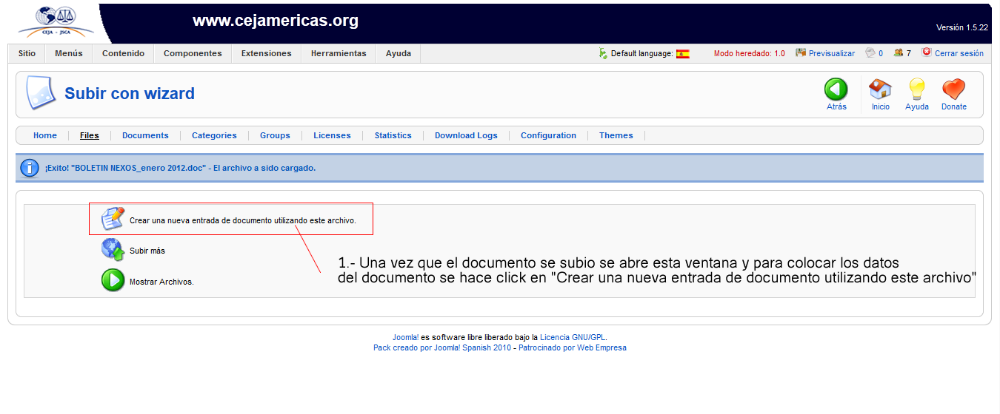 CEJA - JSCA
www.cejamericas.org
Versión 1.5.22
Sitio Menús Contenido Componentes Extensiones Herramientas Ayuda Default language: Modo heredado: 1.0 Previsualizar 0 7 Cerrar sesión
Subir con wizard
Atrás Inicio Ayuda Donate
Home Files Documents Categories Groups Licenses Statistics Download Logs Configuration Themes
¡Exito! "BOLETIN NEXOS_enero 2012.doc" - El archivo a sido cargado.
Crear una nueva entrada de documento utilizando este archivo.
Subir más
Mostrar Archivos.
1.- Una vez que el documento se subio se abre esta ventana y para colocar los datos
del documento se hace click en "Crear una nueva entrada de documento utilizando este archivo"
Joomla! es software libre liberado bajo la Licencia GNU/GPL.
Pack creado por Joomla! Spanish 2010 - Patrocinado por Web Empresa